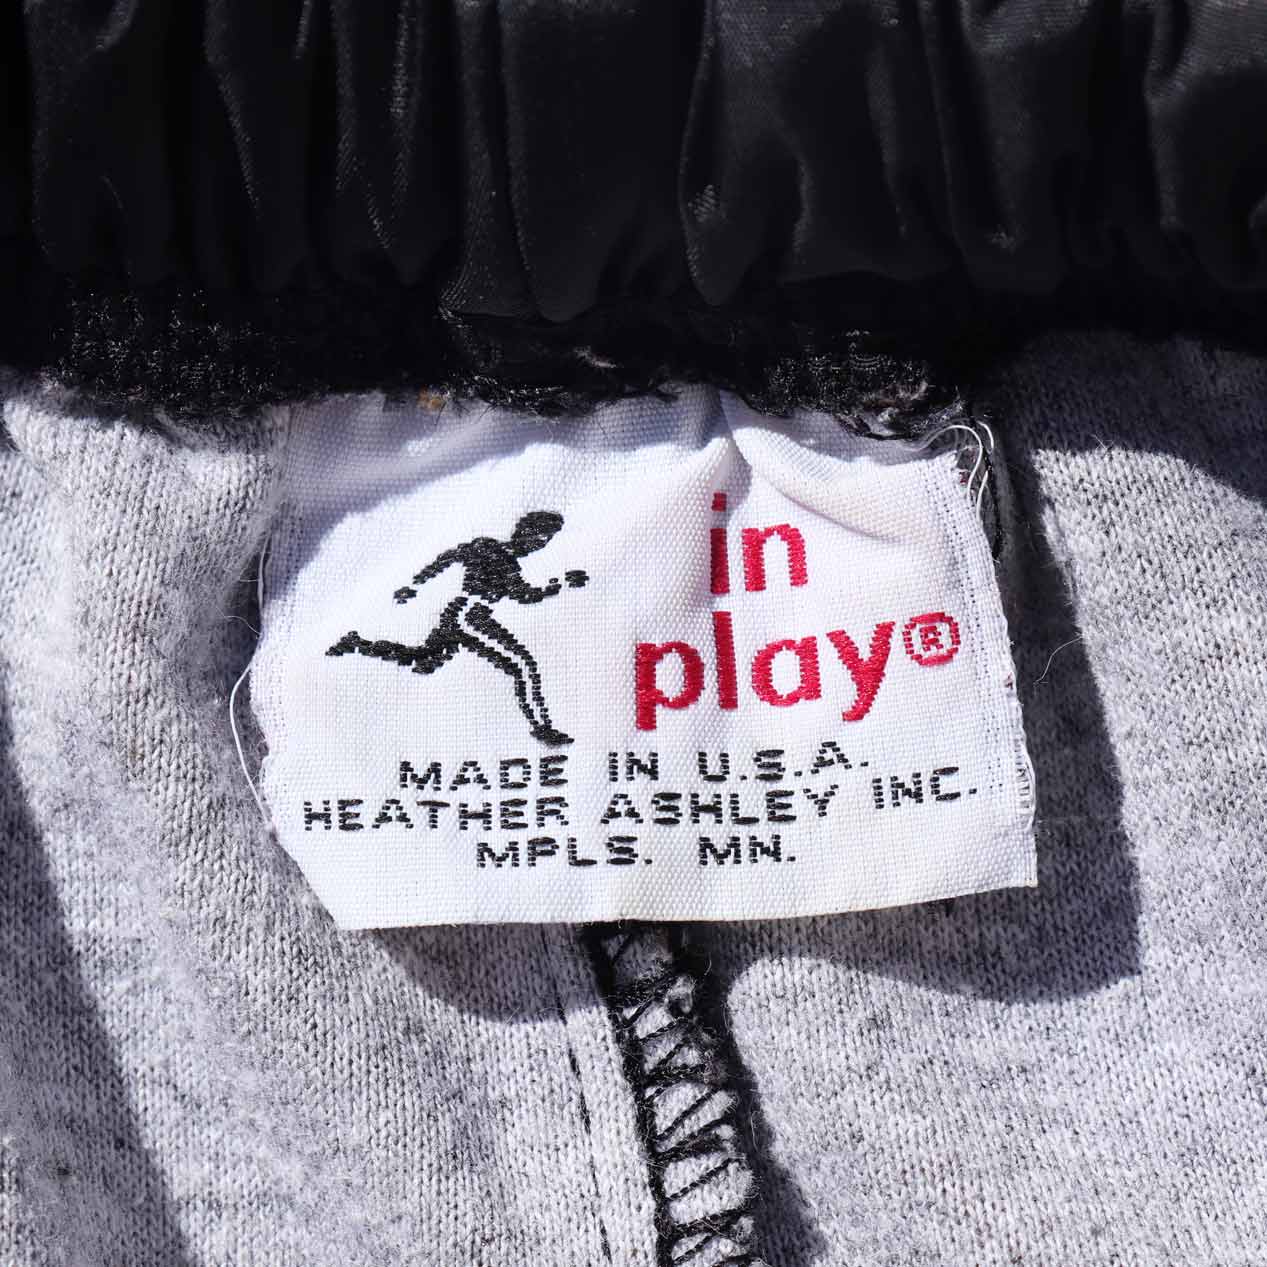 in
play®
MADE IN U.S.A.
HEATHER ASHLEY INC.
MPLS. MN.